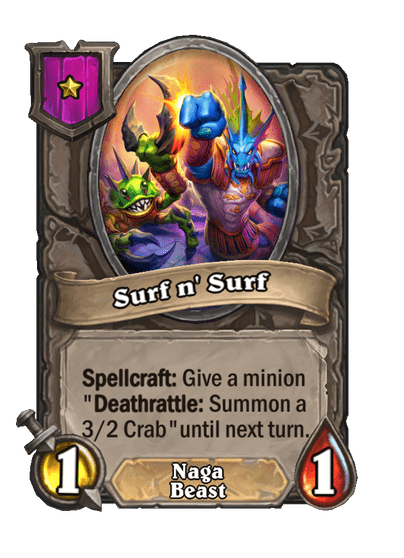 Surf n' Surf
Spellcraft: Give a minion
"Deathrattle: Summon a
3/2 Crab" until next turn.
1
Naga
Beast
1